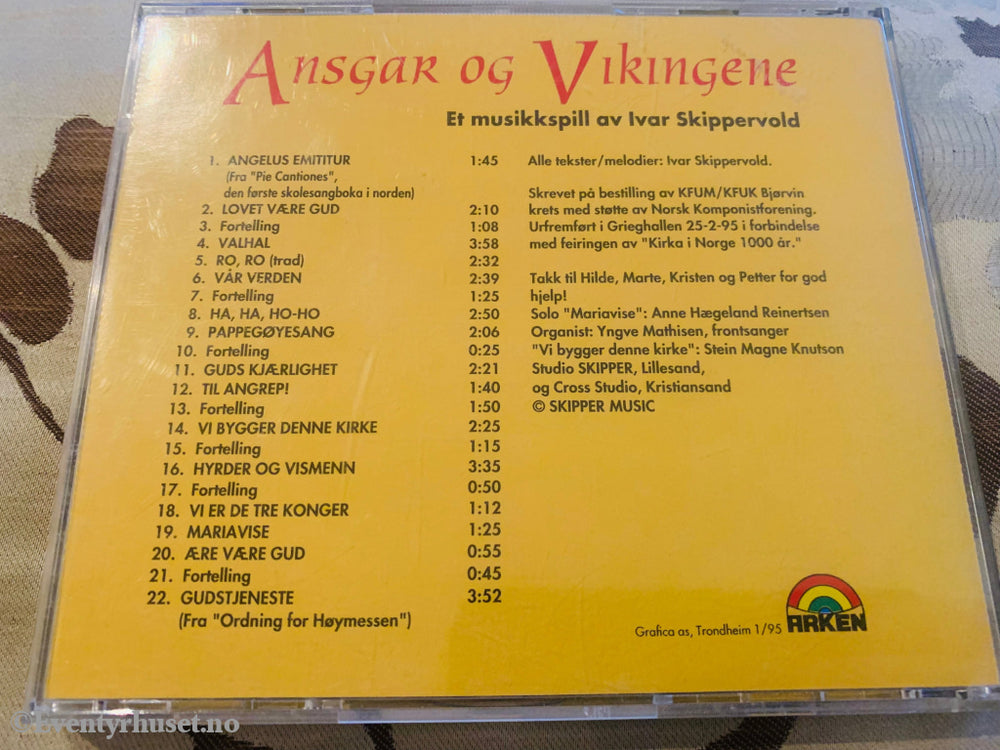 Ansgar og Vikingene
Et musikkspill av Ivar Skippervold
1. ANGELUS EMITITUR 1:45
(Fra "Pie Cantiones",
den første skolesangboka i norden)
2. LOVET VÆRE GUD 2:10
3. Fortelling 1:08
4. VALHAL 3:58
5. RO, RO (trad) 2:32
6. VÅR VERDEN 2:39
7. Fortelling 1:25
8. HA, HA, HO-HO 2:50
9. PAPPEGØYESANG 2:06
10. Fortelling 0:25
11. GUDS KJÆRLIGHET 2:21
12. TIL ANGREP! 1:40
13. Fortelling 1:50
14. VI BYGGER DENNE KIRKE 2:25
15. Fortelling 1:15
16. HYRDER OG VISMENN 3:35
17. Fortelling 0:50
18. VI ER DE TRE KONGER 1:12
19. MARIAVISE 1:25
20. ÆRE VÆRE GUD 0:55
21. Fortelling 0:45
22. GUDSTJENESTE 3:52
(Fra "Ordning for Høymessen")
Alle tekster/melodier: Ivar Skippervold.
Skrevet på bestilling av KFUM/KFUK Bjørvin
krets med støtte av Norsk Komponistforening.
Urfremført i Grieghallen 25-2-95 i forbindelse
med feiringen av "Kirka i Norge 1000 år."
Takk til Hilde, Marte, Kristen og Petter for god
hjelp!
Solo "Mariavise": Anne Hægeland Reinertsen
Organist: Yngve Mathisen, frontsanger
"Vi bygger denne kirke": Stein Magne Knutson
Studio SKIPPER, Lillesand,
og Cross Studio, Kristiansand
© SKIPPER MUSIC
Grafica as, Trondheim 1/95
ARKEN
©Eventyrhuset.no